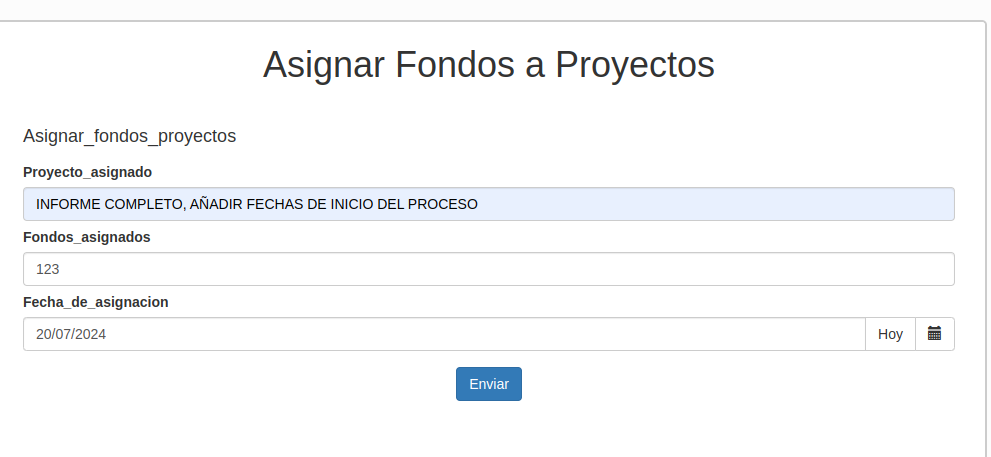 Asignar Fondos a Proyectos
Asignar_fondos_proyectos
Proyecto_asignado
INFORME COMPLETO, AÑADIR FECHAS DE INICIO DEL PROCESO
Fondos_asignados
123
Fecha_de_asignacion
20/07/2024 Hoy
Enviar